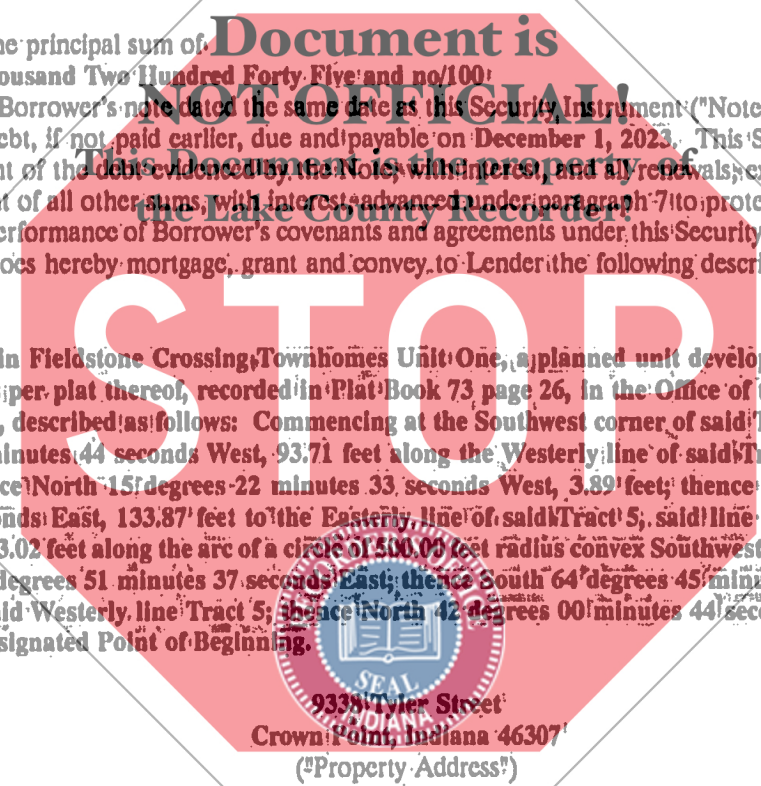 Document is
NOT OFFICIAL!
This Document is the property of
the Lake County Recorder!
STOP
he principal sum of
ousand Two Hundred Forty Five and no/100
Borrower's note dated the same date as this Security Instrument ("Note
ebt, if not paid earlier, due and payable on December 1, 2023. This S
nt of the debt evidenced by the Note, with interest, and all renewals, ex
t of all other sums, with interest, advanced under paragraph 7 to prote
erformance of Borrower's covenants and agreements under this Security
oes hereby mortgage, grant and convey to Lender the following descri
in Fieldstone Crossing Townhomes Unit One, a planned unit develo
per plat thereof, recorded in Plat Book 73 page 26, in the Office of
, described as follows: Commencing at the Southwest corner of said T
inutes 44 seconds West, 93.71 feet along the Westerly line of said Tr
ce North 15 degrees 22 minutes 33 seconds West, 3.89 feet; thence
nds East, 133.87 feet to the Easterly line of said Tract 5, said line
3.02 feet along the arc of a circle of 500.00 feet radius convex Southwest
degrees 51 minutes 37 seconds East; thence South 64 degrees 45 minu
id Westerly line Tract 5; thence North 42 degrees 00 minutes 44 seco
signated Point of Beginning.
SEAL
INDIANA
9338 Tyler Street
Crown Point, Indiana 46307
("Property Address")